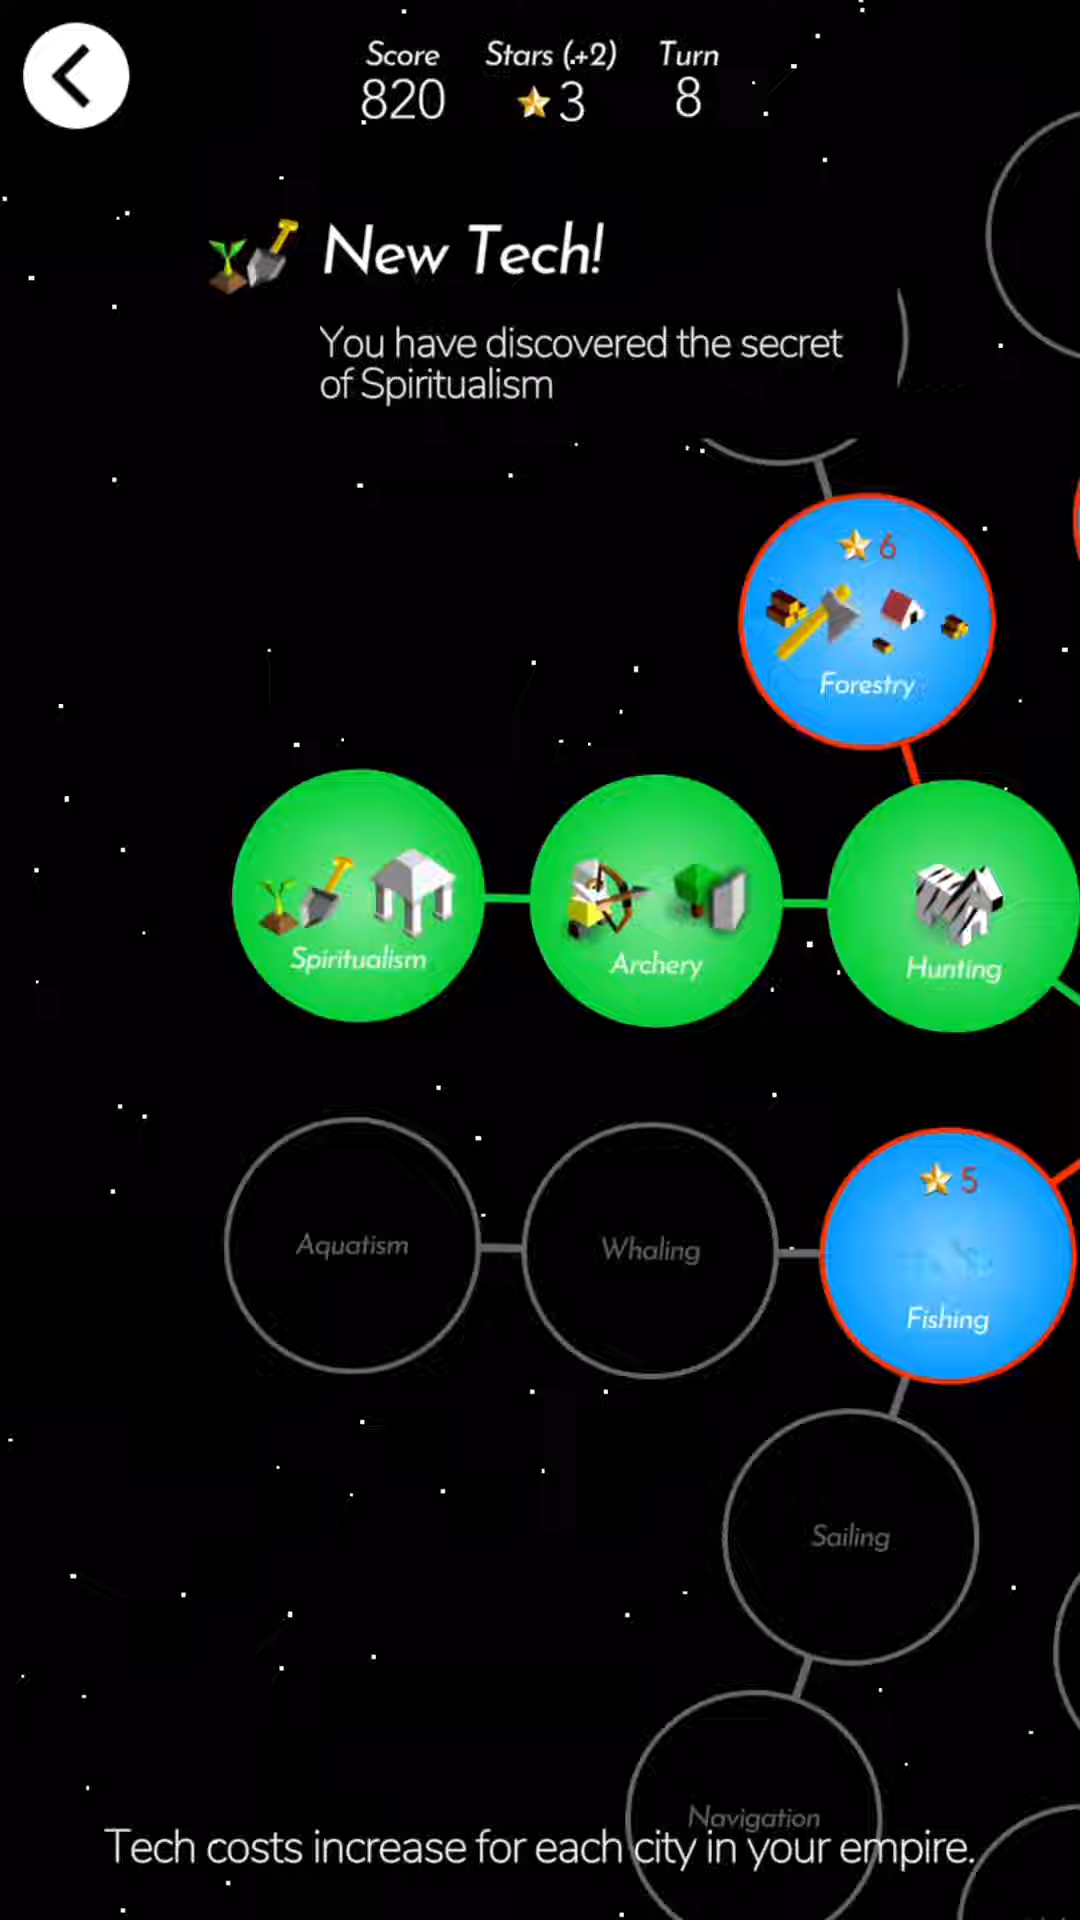 Score Stars (+2) Turn
820 3 8
New Tech!
You have discovered the secret
of Spiritualism
6
Forestry
Spiritualism Archery Hunting
5
Aquatism Whaling Fishing
Sailing
Navigation
Tech costs increase for each city in your empire.